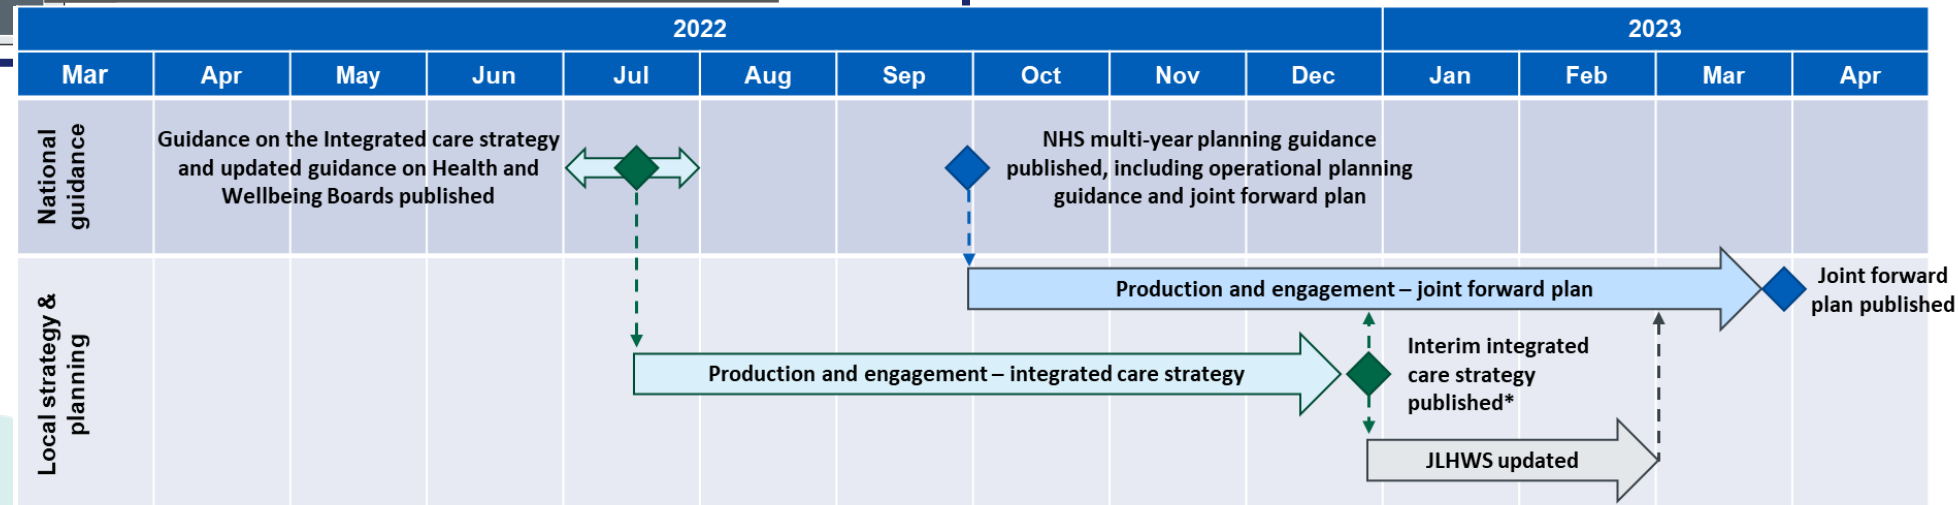 2022
2023
Mar
Apr
May
Jun
Jul
Aug
Sep
Oct
Nov
Dec
Jan
Feb
Mar
Apr
National
guidance
Guidance on the Integrated care strategy
and updated guidance on Health and
Wellbeing Boards published
NHS multi-year planning guidance
published, including operational planning
guidance and joint forward plan
Local strategy &
planning
Production and engagement – joint forward plan
Joint forward
plan published
Production and engagement – integrated care strategy
Interim integrated
care strategy
published*
JLHWS updated